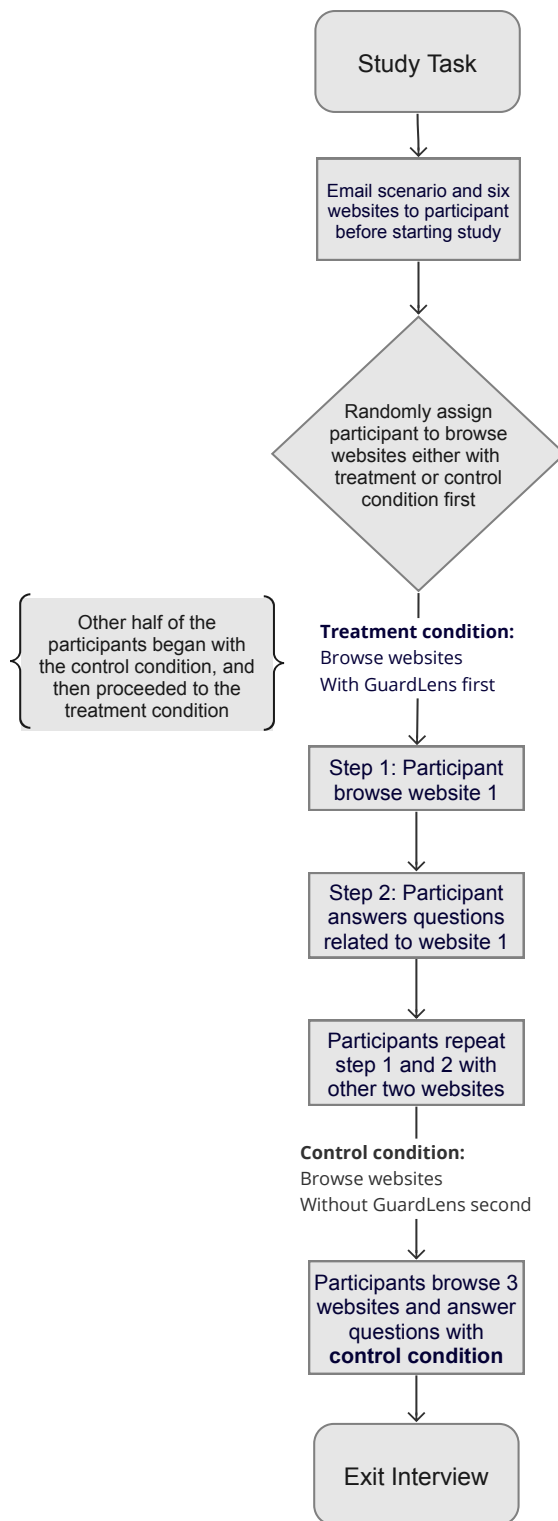 Study Task
Email scenario and six
websites to participant
before starting study
Randomly assign
participant to browse
websites either with
treatment or control
condition first
Other half of the
participants began with
the control condition, and
then proceeded to the
treatment condition
Treatment condition:
Browse websites
With GuardLens first
Step 1: Participant
browse website 1
Step 2: Participant
answers questions
related to website 1
Participants repeat
step 1 and 2 with
other two websites
Control condition:
Browse websites
Without GuardLens second
Participants browse 3
websites and answer
questions with
control condition
Exit Interview